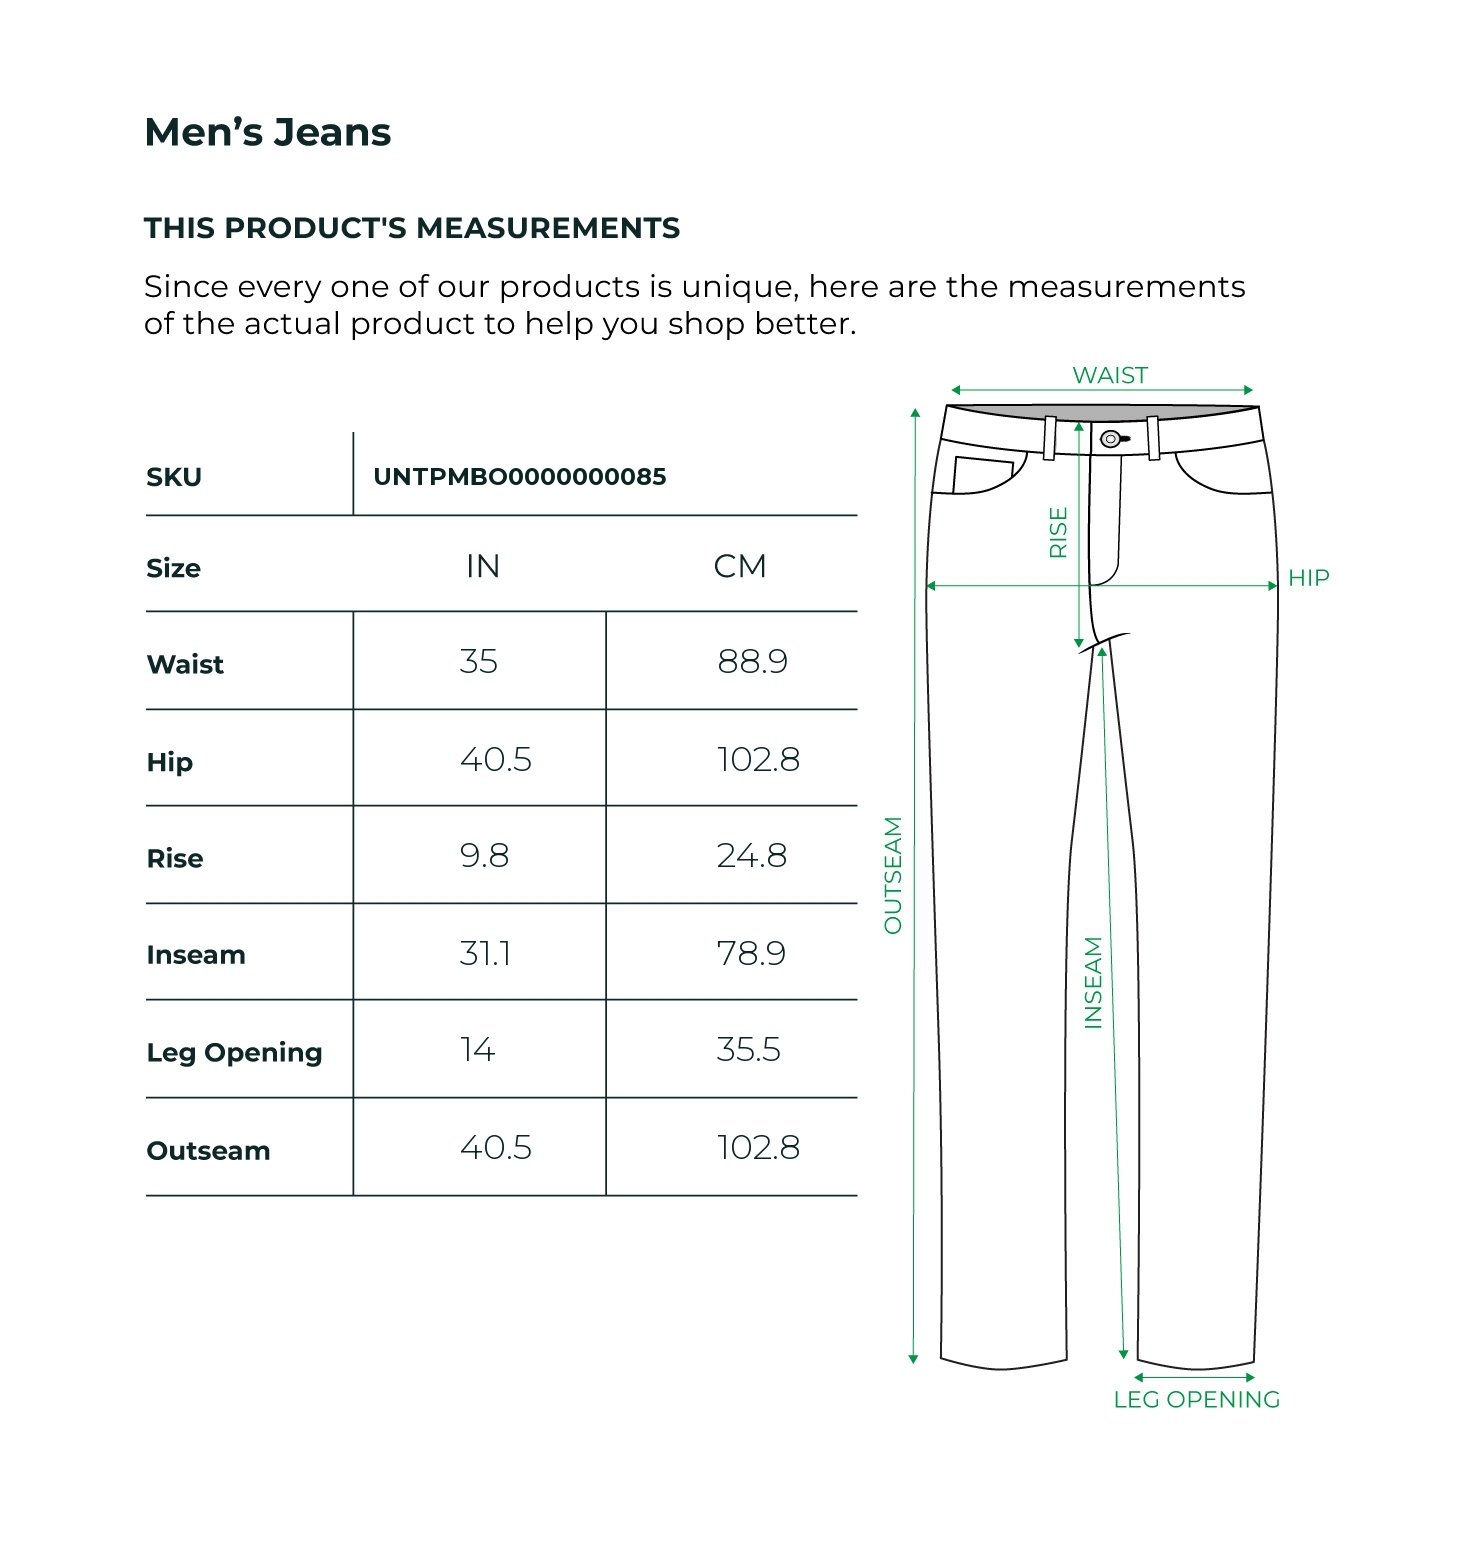 Men’s Jeans
THIS PRODUCT'S MEASUREMENTS
Since every one of our products is unique, here are the measurements
of the actual product to help you shop better.
SKU UNTPMBO0000000085
Size IN CM
Waist 35 88.9
Hip 40.5 102.8
Rise 9.8 24.8
Inseam 31.1 78.9
Leg Opening 14 35.5
Outseam 40.5 102.8
WAIST
RISE
HIP
OUTSEAM
INSEAM
LEG OPENING